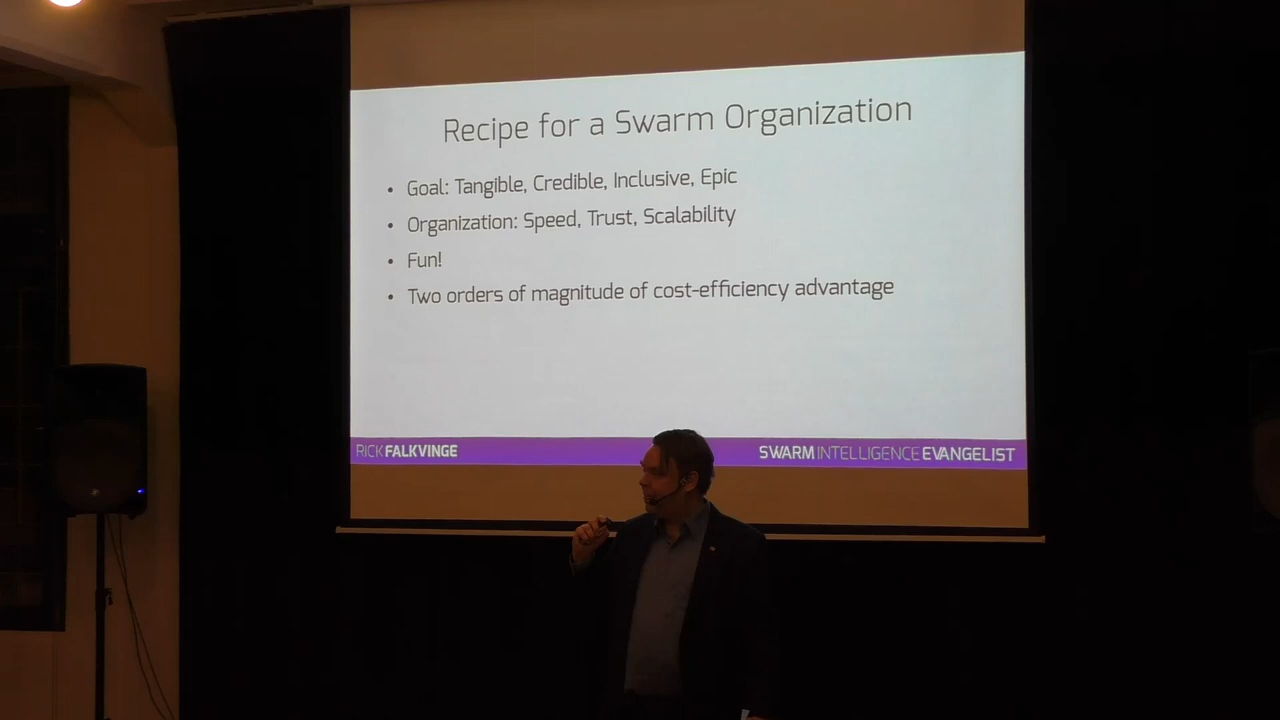 Recipe for a Swarm Organization
• Goal: Tangible, Credible, Inclusive, Epic
• Organization: Speed, Trust, Scalability
• Fun!
• Two orders of magnitude of cost-efficiency advantage
RICKFALKVINGE
SWARMINTELLIGENCEEVANGELIST